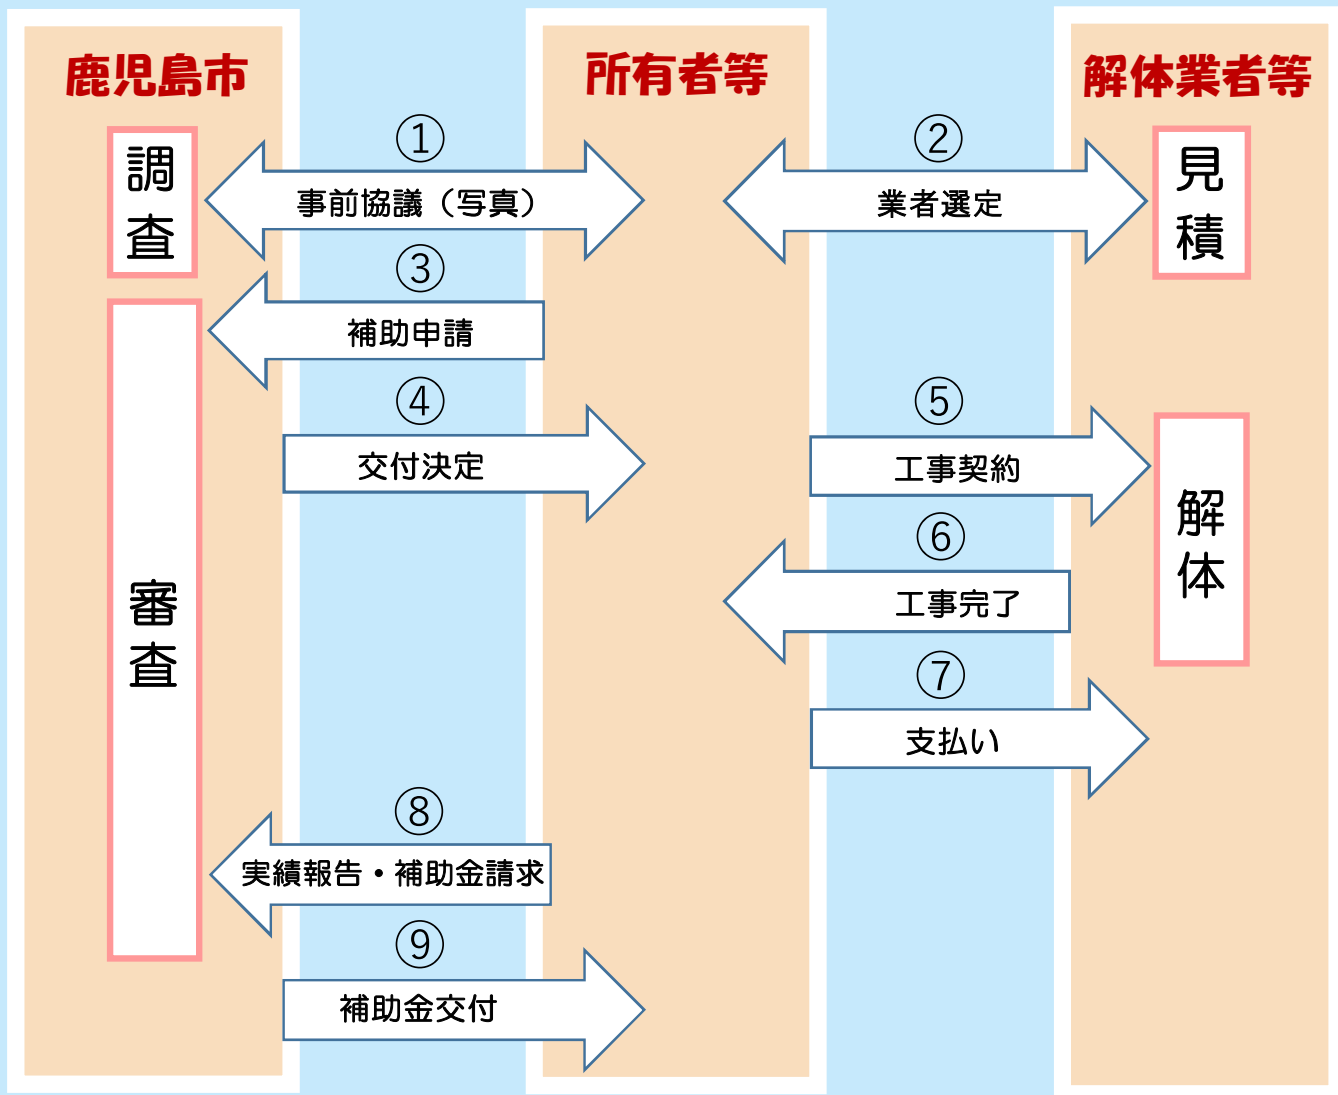 鹿児島市
所有者等
解体業者等
調査
①
事前協議（写真）
②
業者選定
見積
③
補助申請
審査
④
交付決定
⑤
工事契約
解体
⑥
工事完了
⑦
支払い
⑧
実績報告・補助金請求
⑨
補助金交付